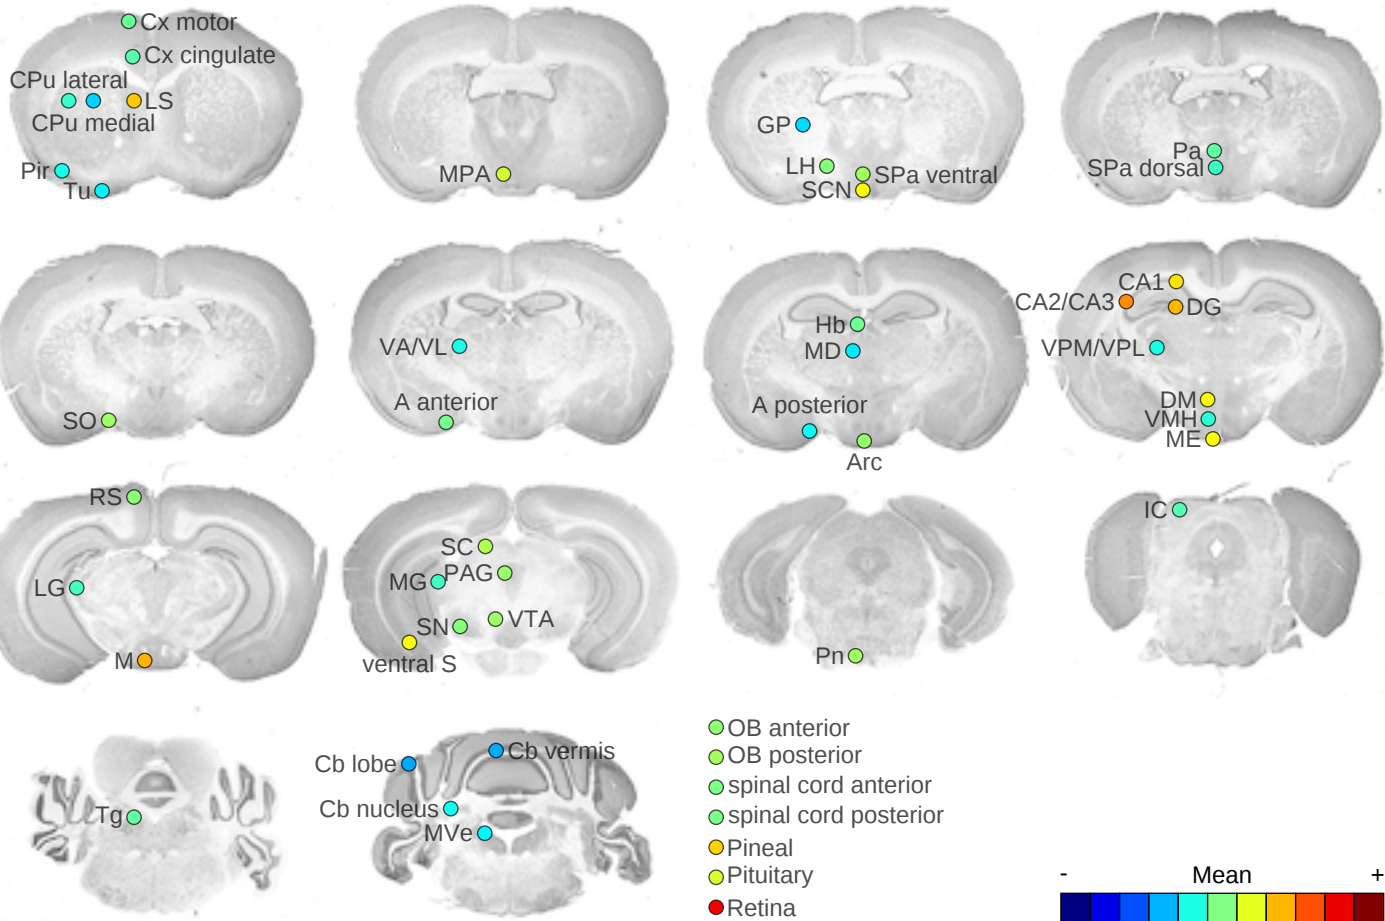 Cx motor
Cx cingulate
CPu lateral
LS
CPu medial
Pir
Tu
MPA
GP
LH
SPa ventral
SCN
Pa
SPa dorsal
SO
VA/VL
A anterior
Hb
MD
A posterior
Arc
CA1
CA2/CA3
DG
VPM/VPL
DM
VMH
ME
RS
LG
M
SC
MG
PAG
SN
VTA
ventral S
Pn
IC
Tg
Cb lobe
Cb vermis
Cb nucleus
MVe
OB anterior
OB posterior
spinal cord anterior
spinal cord posterior
Pineal
Pituitary
Retina
- Mean +